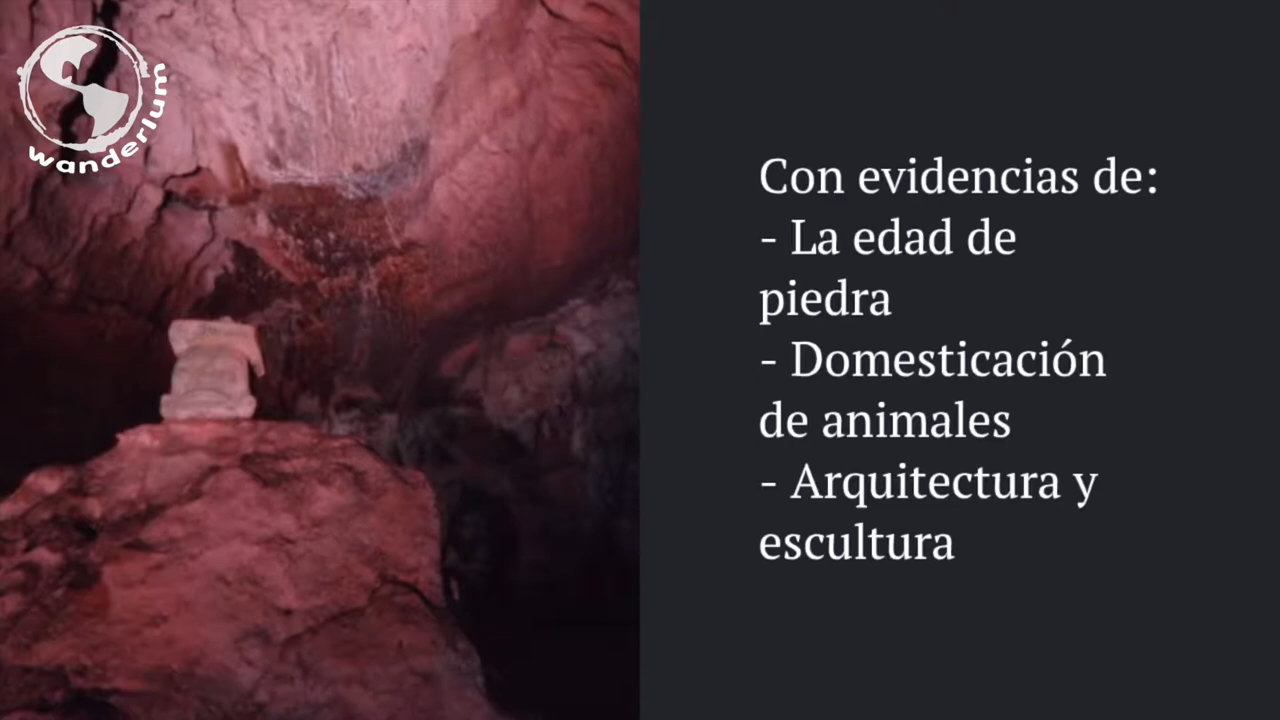 wanderlum
Con evidencias de:
- La edad de
piedra
- Domesticación
de animales
- Arquitectura y
escultura